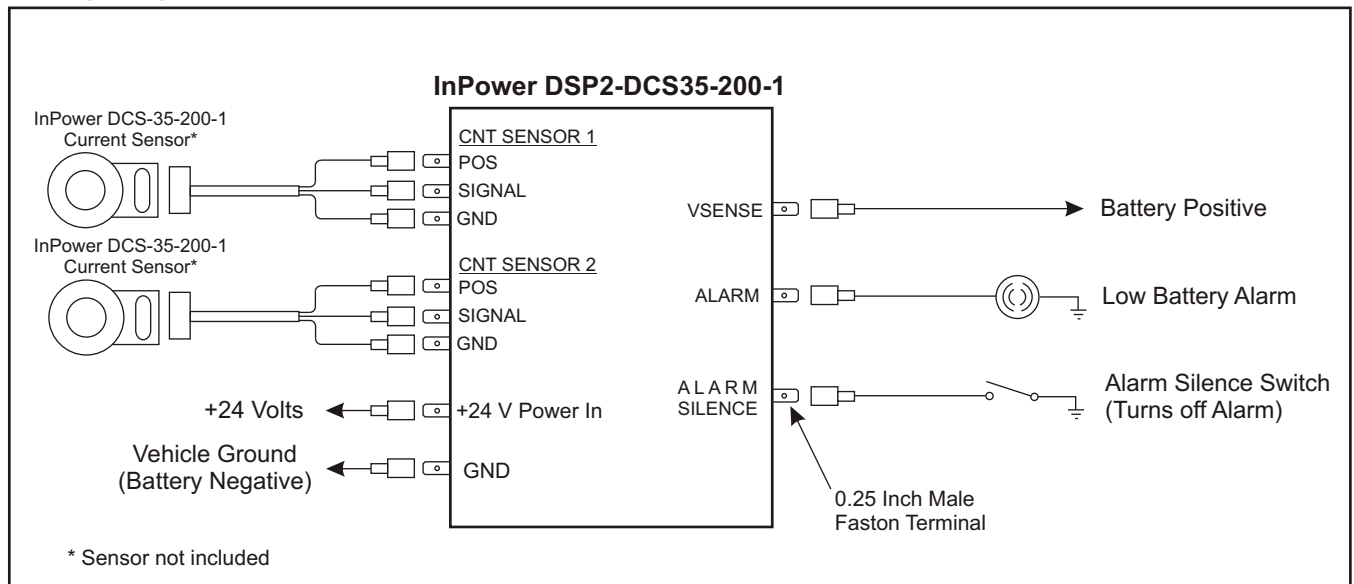 InPower DSP2-DCS35-200-1
InPower DCS-35-200-1
Current Sensor*
CNT SENSOR 1
POS
SIGNAL
GND
InPower DCS-35-200-1
Current Sensor*
CNT SENSOR 2
POS
SIGNAL
GND
+24 Volts
+24 V Power In
Vehicle Ground
(Battery Negative)
GND
VSENSE
Battery Positive
ALARM
Low Battery Alarm
ALARM
SILENCE
Alarm Silence Switch
(Turns off Alarm)
0.25 Inch Male
Faston Terminal
* Sensor not included